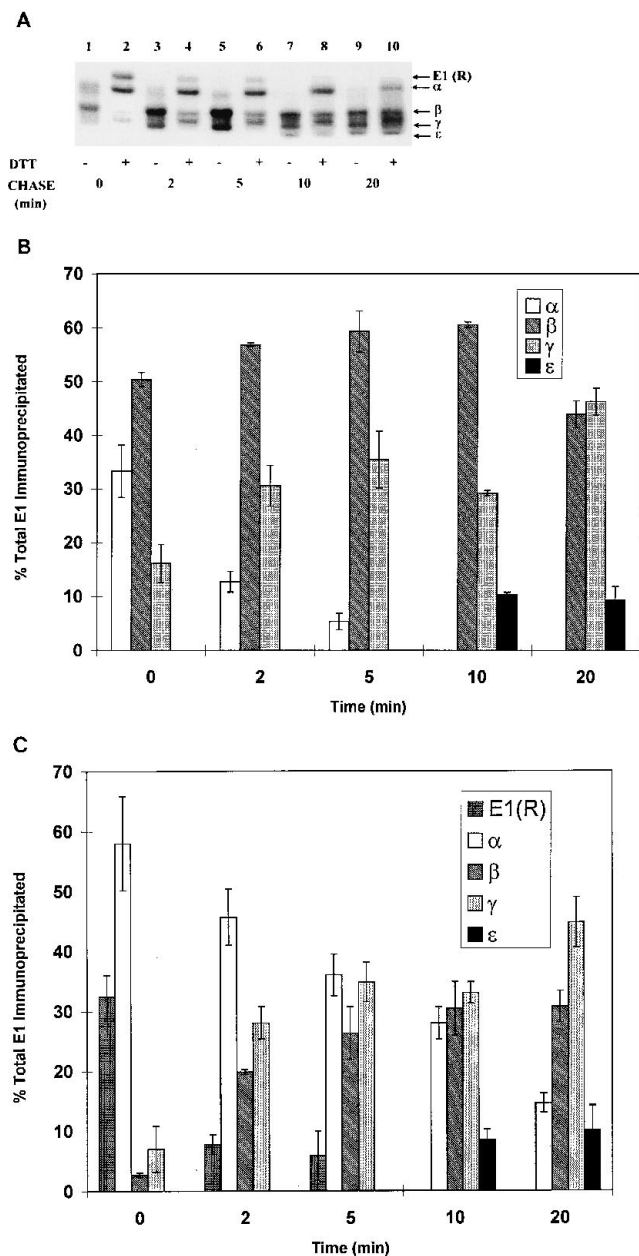 A
1 2 3 4 5 6 7 8 9 10
E1 (R)
α
β
γ
ε
DTT - + - + - + - + - +
CHASE 0 2 5 10 20
(min)
B
70
60
50
40
30
20
10
0
% Total E1 Immunoprecipitated
α
β
γ
ε
0 2 5 10 20
Time (min)
C
70
60
50
40
30
20
10
0
% Total E1 Immunoprecipitated
E1(R)
α
β
γ
ε
0 2 5 10 20
Time (min)